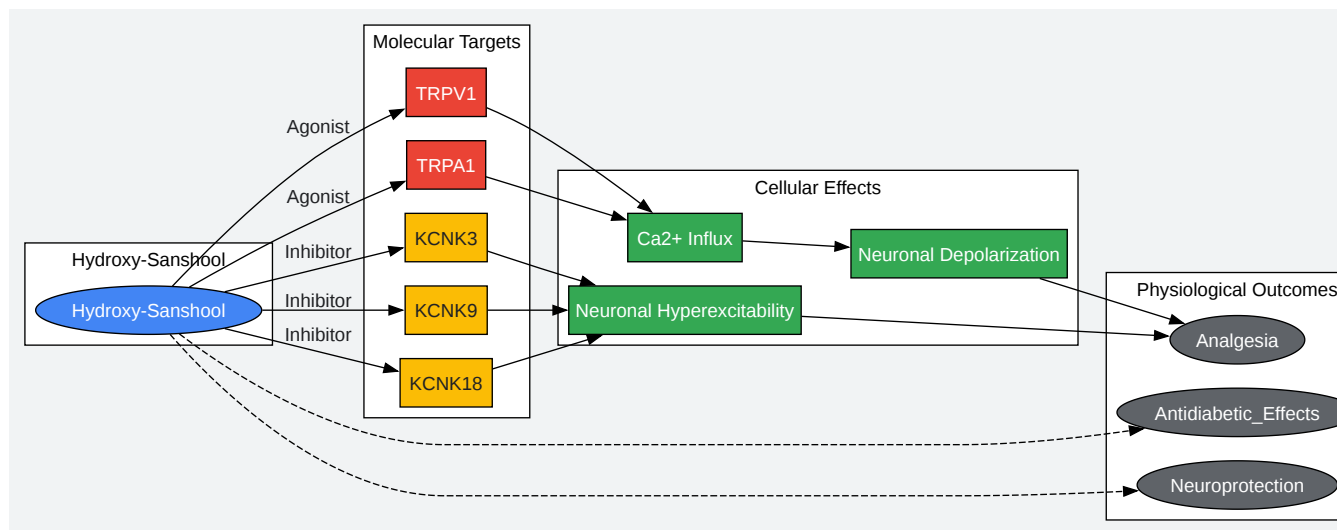 Hydroxy-Sanshool
Hydroxy-Sanshool
Agonist
Agonist
Inhibitor
Inhibitor
Inhibitor
Molecular Targets
TRPV1
TRPA1
KCNK3
KCNK9
KCNK18
Cellular Effects
Ca2+ Influx
Neuronal Depolarization
Neuronal Hyperexcitability
Physiological Outcomes
Analgesia
Antidiabetic_Effects
Neuroprotection